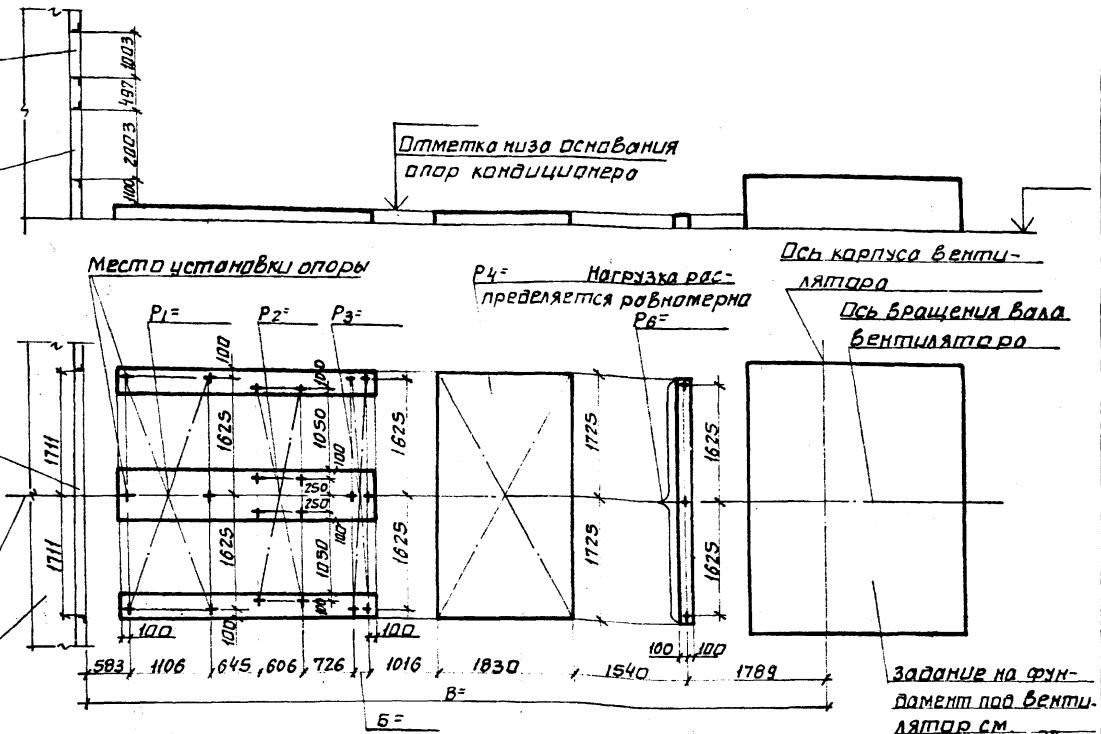 1003
497
2003
1100
Отметка низа основания
опор кондиционера
Место установки опоры
P1=
P2=
P3=
P4= Нагрузка рас-
пределяется равномерно
P6=
Ось корпуса венти-
лятора
Ось вращения вала
вентилятора
100
1711
1625
1050
100
1625
1725
1625
250
250
1711
1625
100
1050
100
1625
1725
1625
100
100
100
100
100
583 1106 645 606 726 1016 1830 1540 1789
В=
Б=
Задание на фун-
дамент под венти-
лятор см.